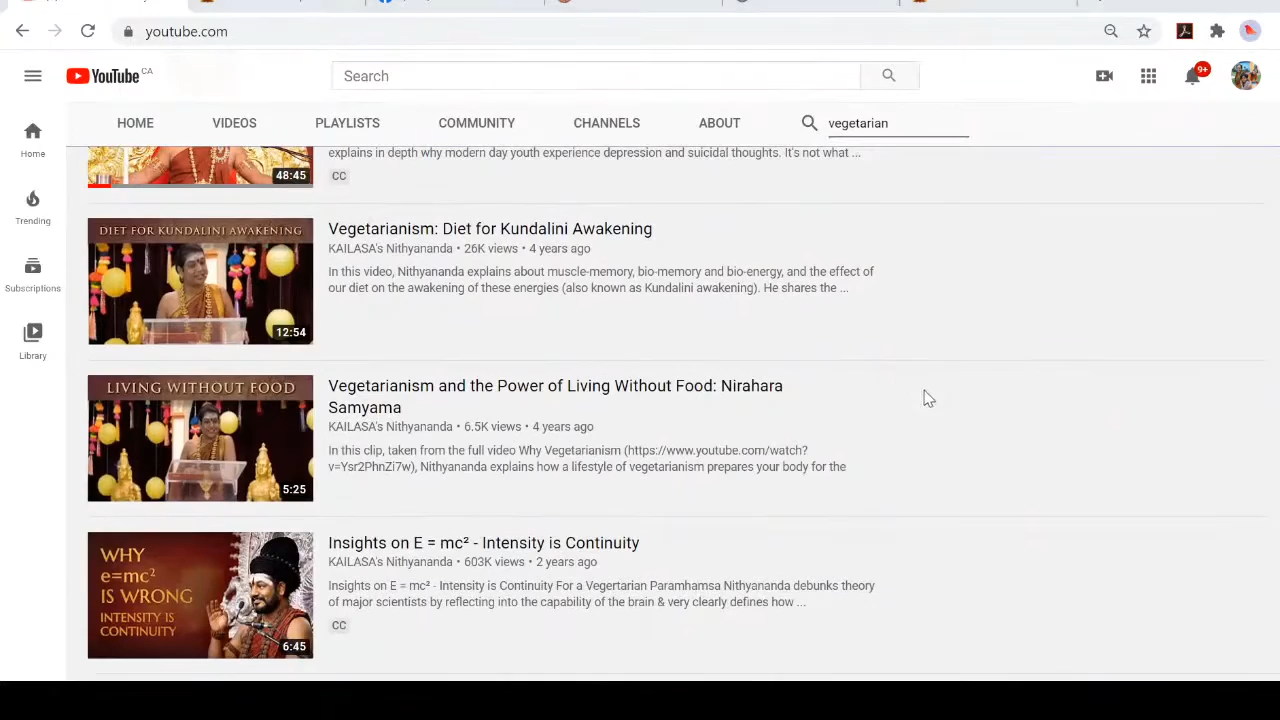 youtube.com
YouTube CA
Search
9+
HOME VIDEOS PLAYLISTS COMMUNITY CHANNELS ABOUT vegetarian
Home
Trending
Subscriptions
Library
48:45
explains in depth why modern day youth experience depression and suicidal thoughts. It's not what ...
CC
DIET FOR KUNDALINI AWAKENING
12:54
Vegetarianism: Diet for Kundalini Awakening
KAILASA's Nithyananda • 26K views • 4 years ago
In this video, Nithyananda explains about muscle-memory, bio-memory and bio-energy, and the effect of
our diet on the awakening of these energies (also known as Kundalini awakening). He shares the ...
LIVING WITHOUT FOOD
5:25
Vegetarianism and the Power of Living Without Food: Nirahara
Samyama
KAILASA's Nithyananda • 6.5K views • 4 years ago
In this clip, taken from the full video Why Vegetarianism (https://www.youtube.com/watch?
v=Ysr2PhnZi7w), Nithyananda explains how a lifestyle of vegetarianism prepares your body for the
WHY
e=mc²
IS WRONG
INTENSITY IS
CONTINUITY
6:45
Insights on E = mc² - Intensity is Continuity
KAILASA's Nithyananda • 603K views • 2 years ago
Insights on E = mc² - Intensity is Continuity For a Vegertarian Paramhamsa Nithyananda debunks theory
of major scientists by reflecting into the capability of the brain & very clearly defines how ...
CC